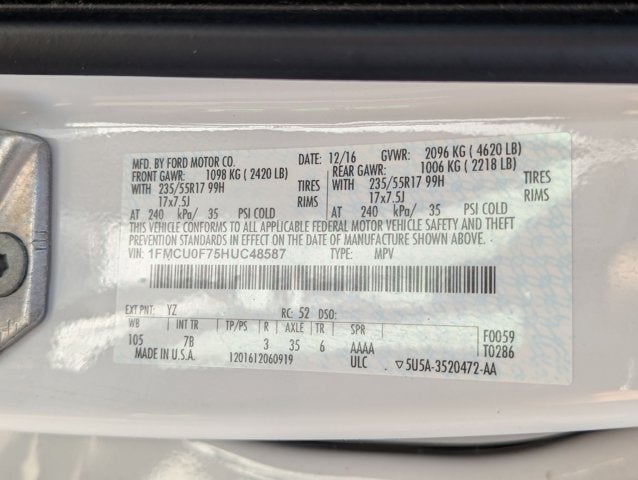 MFD. BY FORD MOTOR CO. DATE: 12/16 GVWR: 2096 KG ( 4620 LB)
FRONT GAWR: 1098 KG ( 2420 LB) REAR GAWR: 1006 KG ( 2218 LB)
WITH 235/55R17 99H TIRES WITH 235/55R17 99H TIRES
17x7.5J RIMS 17x7.5J RIMS
AT 240 kPa/ 35 PSI COLD AT 240 kPa/ 35 PSI COLD
THIS VEHICLE CONFORMS TO ALL APPLICABLE FEDERAL MOTOR VEHICLE SAFETY AND THEFT
PREVENTION STANDARDS IN EFFECT ON THE DATE OF MANUFACTURE SHOWN ABOVE.
VIN: 1FMCU0F75HUC48587 TYPE: MPV
EXT PNT: YZ RC: 52 DSO:
WB INT TR TP/PS R AXLE TR SPR F0059
105 7B 3 35 6 AAAA T0286
MADE IN U.S.A. 1201612060919 ULC 5U5A-3520472-AA